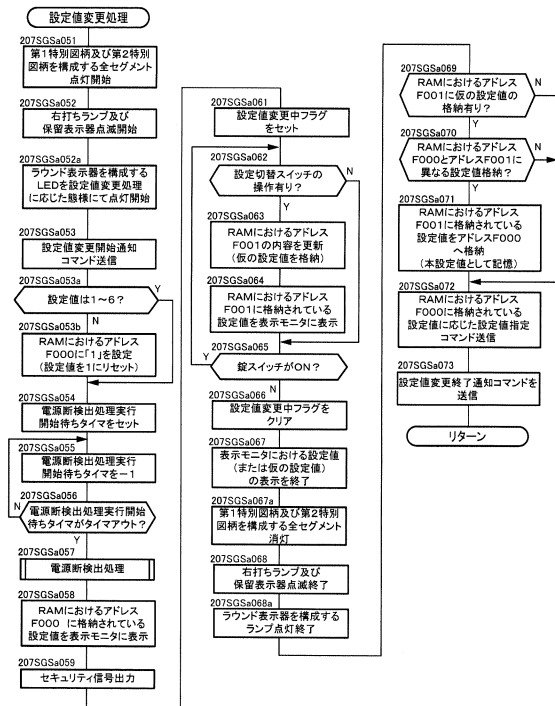 設定値変更処理
207SGSa051
第1特別図柄及び第2特別
図柄を構成する全セグメント
点灯開始
207SGSa052
右打ちランプ及び
保留表示器点滅開始
207SGSa052a
ラウンド表示器を構成する
LEDを設定値変更処理
に応じた態様にて点灯開始
207SGSa053
設定値変更開始通知
コマンド送信
207SGSa053a
設定値は1～6?
Y
N
207SGSa053b
RAMにおけるアドレス
F000に「1」を設定
(設定値を1にリセット)
207SGSa054
電源断検出処理実行
開始待ちタイマをセット
207SGSa055
電源断検出処理実行
開始待ちタイマを－1
207SGSa056
N
電源断検出処理実行開始
待ちタイマがタイマアウト?
Y
207SGSa057
電源断検出処理
207SGSa058
RAMにおけるアドレス
F000 に格納されている
設定値を表示モニタに表示
207SGSa059
セキュリティ信号出力
207SGSa061
設定値変更中フラグ
をセット
207SGSa062
設定切替スイッチの
操作有り?
N
Y
207SGSa063
RAMにおけるアドレス
F001の内容を更新
(仮の設定値を格納)
207SGSa064
RAMにおけるアドレス
F001に格納されている
設定値を表示モニタに表示
207SGSa065
Y
錠スイッチがON?
N
207SGSa066
設定値変更中フラグを
クリア
207SGSa067
表示モニタにおける設定値
(または仮の設定値)
の表示を終了
207SGSa067a
第1特別図柄及び第2特別
図柄を構成する全セグメント
消灯
207SGSa068
右打ちランプ及び
保留表示器点滅終了
207SGSa068a
ラウンド表示器を構成する
ランプ点灯終了
207SGSa069
RAMにおけるアドレス
F001に仮の設定値の
格納有り?
N
Y
207SGSa070
RAMにおけるアドレス
F000とアドレスF001に
異なる設定値格納?
N
Y
207SGSa071
RAMにおけるアドレス
F001に格納されている
設定値をアドレスF000
へ格納
(本設定値として記憶)
207SGSa072
RAMにおけるアドレス
F000に格納されている
設定値に応じた設定値指定
コマンド送信
207SGSa073
設定値変更終了通知コマンドを
送信
リターン